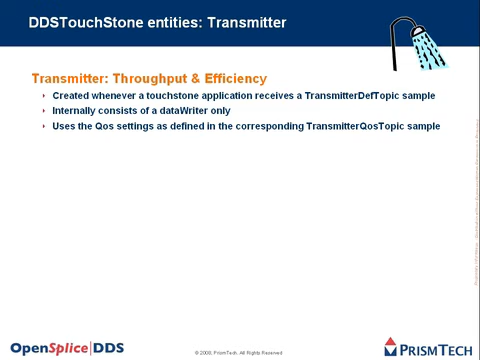 DDSTouchStone entities: Transmitter
Transmitter: Throughput & Efficiency
Created whenever a touchstone application receives a TransmitterDefTopic sample
Internally consists of a dataWriter only
Uses the Qos settings as defined in the corresponding TransmitterQosTopic sample
OpenSplice|DDS
© 2008, PrismTech. All Rights Reserved
PRISMTECH